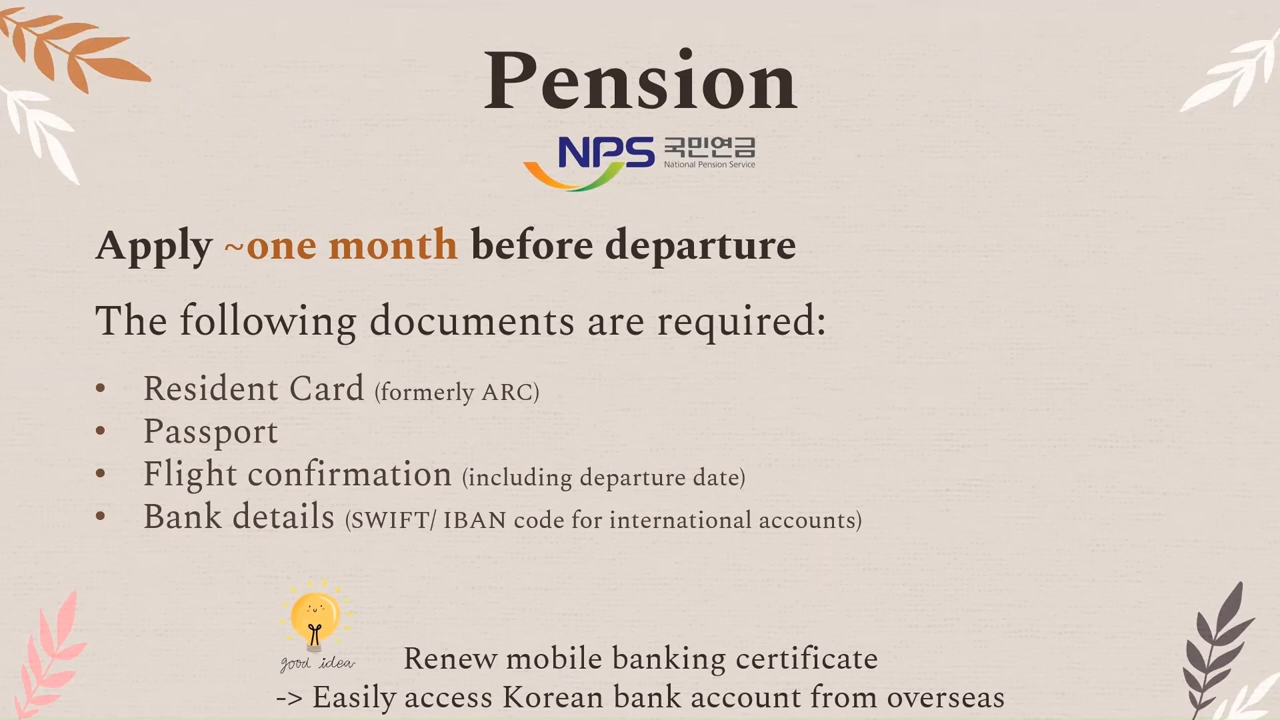 Pension
NPS 국민연금
National Pension Service
Apply ~one month before departure
The following documents are required:
• Resident Card (formerly ARC)
• Passport
• Flight confirmation (including departure date)
• Bank details (SWIFT/ IBAN code for international accounts)
good idea
Renew mobile banking certificate
-> Easily access Korean bank account from overseas